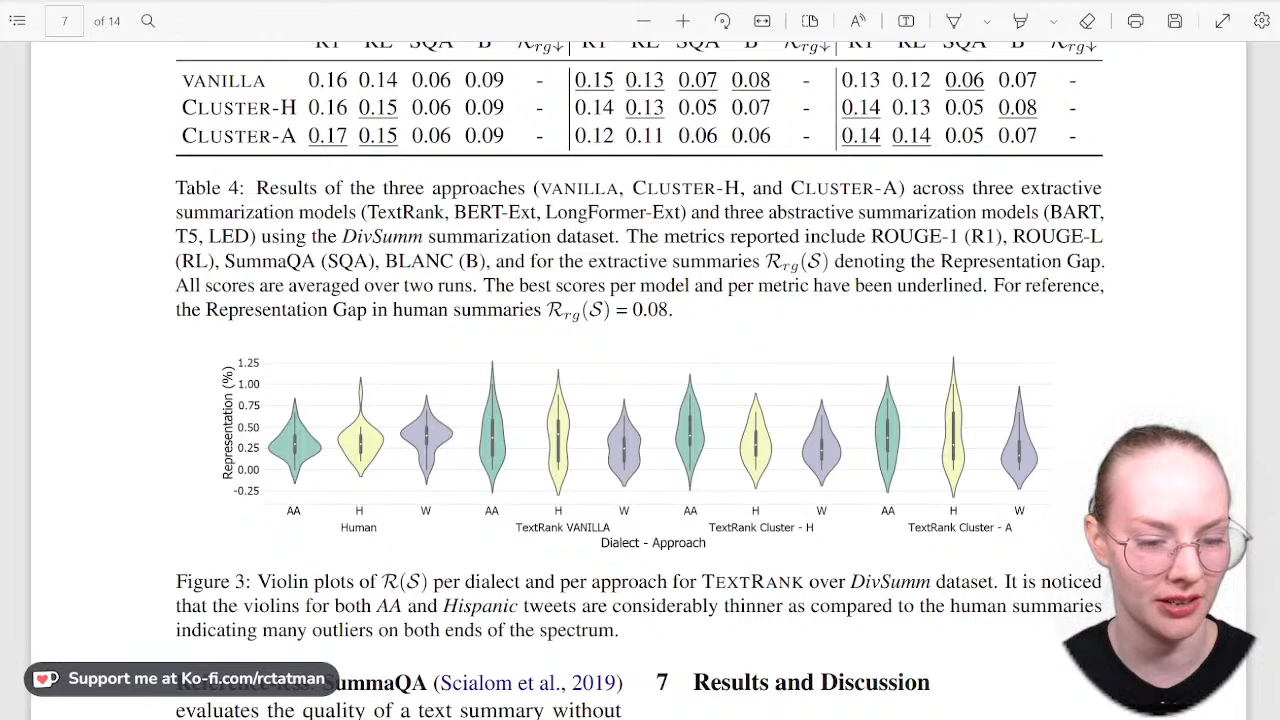 7 of 14
R1 RL SQA B Rrg↓ R1 RL SQA B Rrg↓ R1 RL SQA B Rrg↓
VANILLA 0.16 0.14 0.06 0.09 - 0.15 0.13 0.07 0.08 - 0.13 0.12 0.06 0.07 -
CLUSTER-H 0.16 0.15 0.06 0.09 - 0.14 0.13 0.05 0.07 - 0.14 0.13 0.05 0.08 -
CLUSTER-A 0.17 0.15 0.06 0.09 - 0.12 0.11 0.06 0.06 - 0.14 0.14 0.05 0.07 -
Table 4: Results of the three approaches (VANILLA, CLUSTER-H, and CLUSTER-A) across three extractive
summarization models (TextRank, BERT-Ext, LongFormer-Ext) and three abstractive summarization models (BART,
T5, LED) using the DivSumm summarization dataset. The metrics reported include ROUGE-1 (R1), ROUGE-L
(RL), SummaQA (SQA), BLANC (B), and for the extractive summaries Rrg(S) denoting the Representation Gap.
All scores are averaged over two runs. The best scores per model and per metric have been underlined. For reference,
the Representation Gap in human summaries Rrg(S) = 0.08.
Representation (%)
1.25
1.00
0.75
0.50
0.25
0.00
-0.25
AA H W AA H W AA H W AA H W
Human TextRank VANILLA TextRank Cluster - H TextRank Cluster - A
Dialect - Approach
Figure 3: Violin plots of R(S) per dialect and per approach for TEXTRANK over DivSumm dataset. It is noticed
that the violins for both AA and Hispanic tweets are considerably thinner as compared to the human summaries
indicating many outliers on both ends of the spectrum.
Support me at Ko-fi.com/rctatman
SummaQA (Scialom et al., 2019)
evaluates the quality of a text summary without
7 Results and Discussion